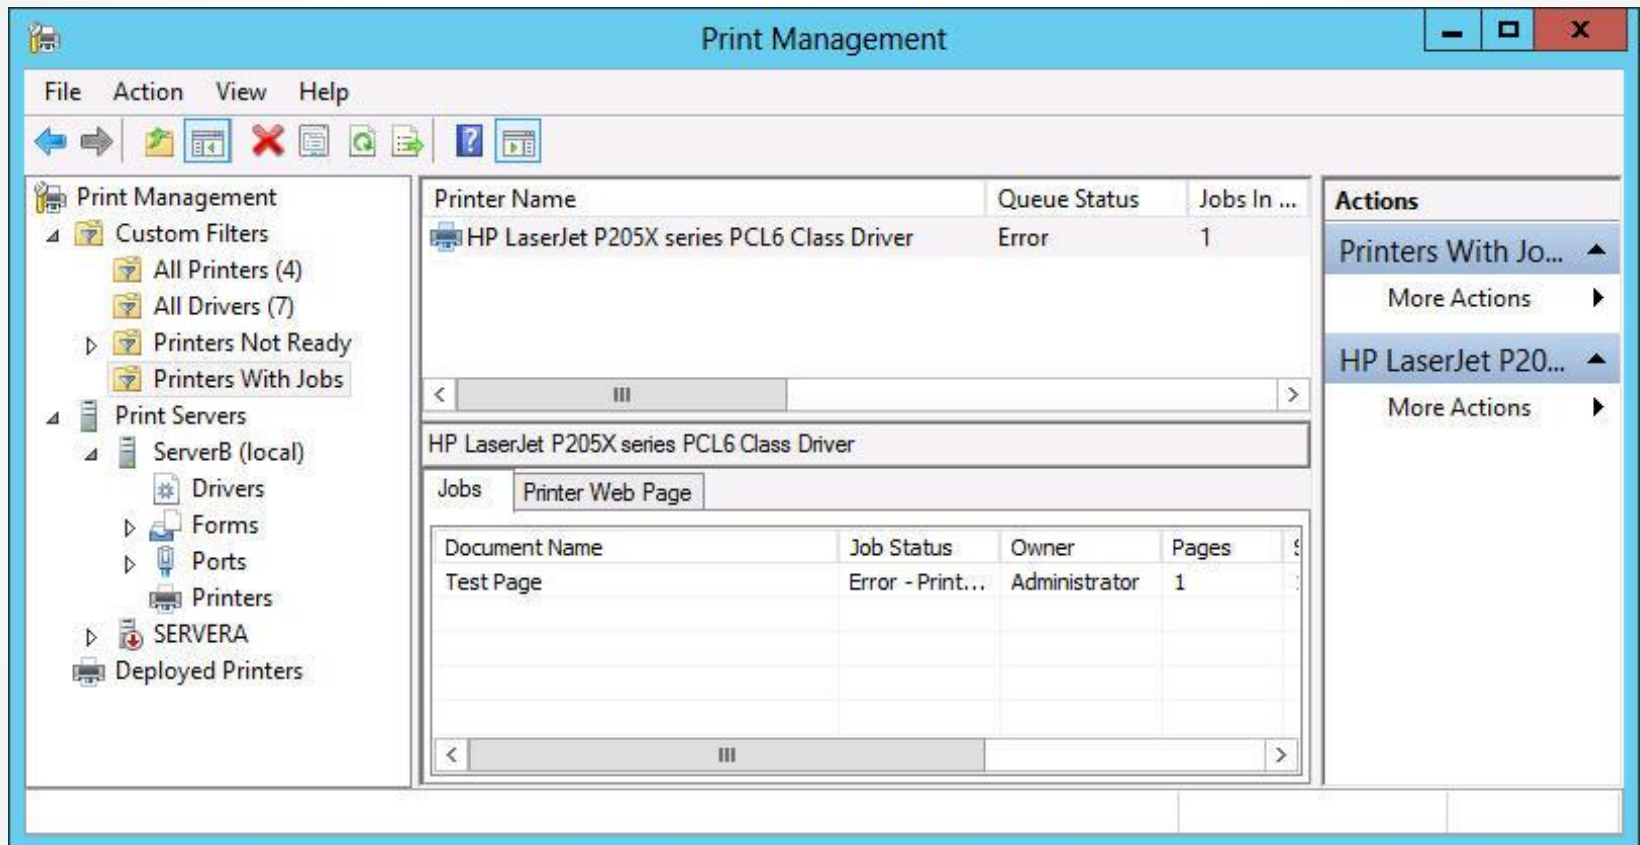 Print Management
File Action View Help
Print Management
Custom Filters
All Printers (4)
All Drivers (7)
Printers Not Ready
Printers With Jobs
Print Servers
ServerB (local)
Drivers
Forms
Ports
Printers
SERVERA
Deployed Printers
Printer Name Queue Status Jobs In ...
HP LaserJet P205X series PCL6 Class Driver Error 1
HP LaserJet P205X series PCL6 Class Driver
Jobs Printer Web Page
Document Name Job Status Owner Pages
Test Page Error - Print... Administrator 1
Actions
Printers With Jo...
More Actions
HP LaserJet P20...
More Actions